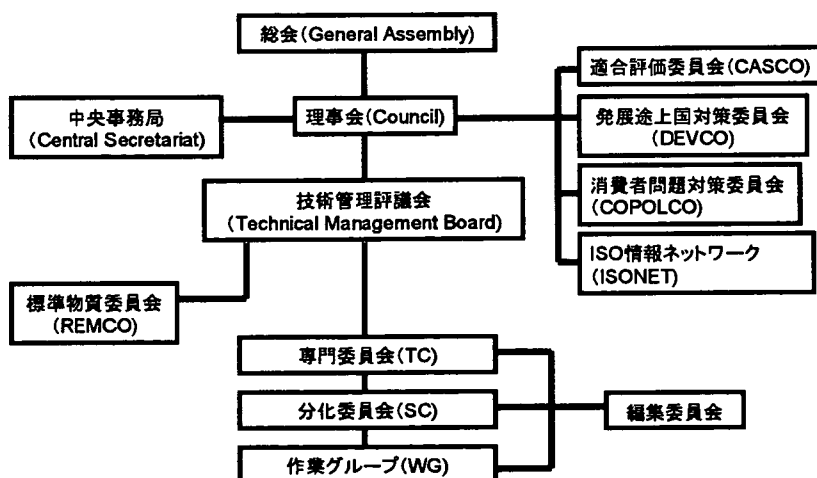 総会(General Assembly)
適合評価委員会(CASCO)
中央事務局
(Central Secretariat)
理事会(Council)
発展途上国対策委員会
(DEVCO)
技術管理評議会
(Technical Management Board)
消費者問題対策委員会
(COPOLCO)
ISO情報ネットワーク
(ISONET)
標準物質委員会
(REMCO)
専門委員会(TC)
分化委員会(SC)
編集委員会
作業グループ(WG)